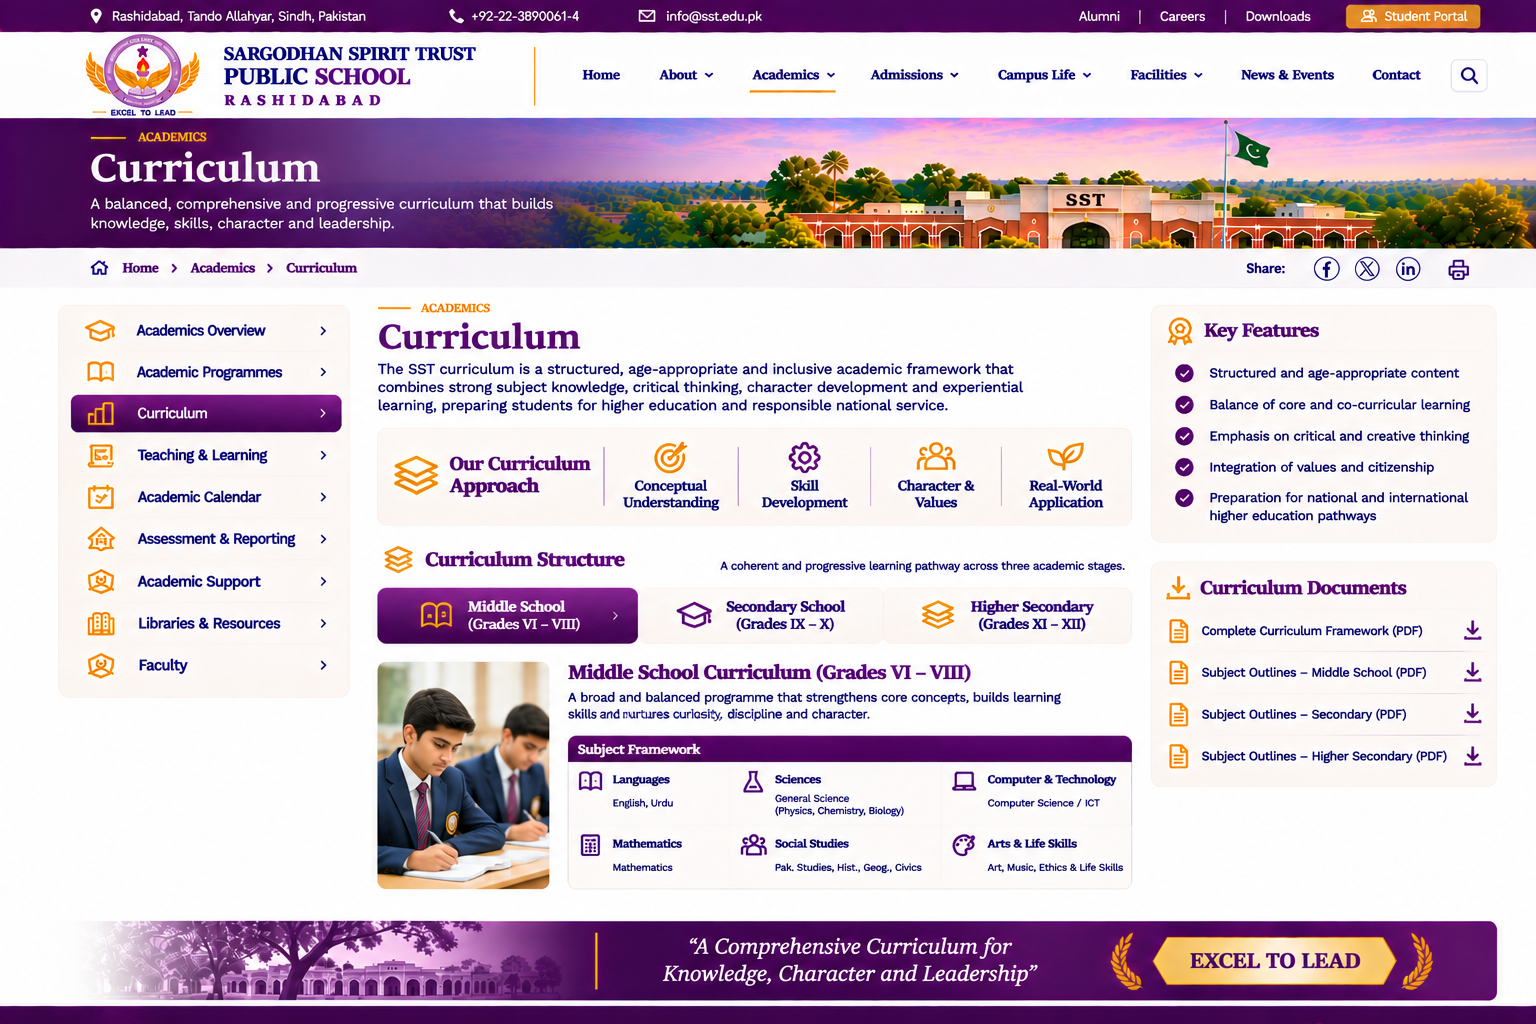 Rashidabad, Tando Allahyar, Sindh, Pakistan
+92-22-3890061-4
info@sst.edu.pk
Alumni
Careers
Downloads
Student Portal
EXCEL TO LEAD
SARGODHAN SPIRIT TRUST
PUBLIC SCHOOL
RASHIDABAD
Home
About
Academics
Admissions
Campus Life
Facilities
News & Events
Contact
ACADEMICS
Curriculum
A balanced, comprehensive and progressive curriculum that builds
knowledge, skills, character and leadership.
SST
Home > Academics > Curriculum
Share:
Academics Overview
Academic Programmes
Curriculum
Teaching & Learning
Academic Calendar
Assessment & Reporting
Academic Support
Libraries & Resources
Faculty
ACADEMICS
Curriculum
The SST curriculum is a structured, age-appropriate and inclusive academic framework that
combines strong subject knowledge, critical thinking, character development and experiential
learning, preparing students for higher education and responsible national service.
Our Curriculum
Approach
Conceptual
Understanding
Skill
Development
Character &
Values
Real-World
Application
Curriculum Structure
A coherent and progressive learning pathway across three academic stages.
Middle School
(Grades VI – VIII)
Secondary School
(Grades IX – X)
Higher Secondary
(Grades XI – XII)
Middle School Curriculum (Grades VI – VIII)
A broad and balanced programme that strengthens core concepts, builds learning
skills and nurtures curiosity, discipline and character.
Subject Framework
Languages
English, Urdu
Sciences
General Science
(Physics, Chemistry, Biology)
Computer & Technology
Computer Science / ICT
Mathematics
Mathematics
Social Studies
Pak. Studies, Hist., Geog., Civics
Arts & Life Skills
Art, Music, Ethics & Life Skills
Key Features
Structured and age-appropriate content
Balance of core and co-curricular learning
Emphasis on critical and creative thinking
Integration of values and citizenship
Preparation for national and international
higher education pathways
Curriculum Documents
Complete Curriculum Framework (PDF)
Subject Outlines – Middle School (PDF)
Subject Outlines – Secondary (PDF)
Subject Outlines – Higher Secondary (PDF)
“A Comprehensive Curriculum for
Knowledge, Character and Leadership”
EXCEL TO LEAD